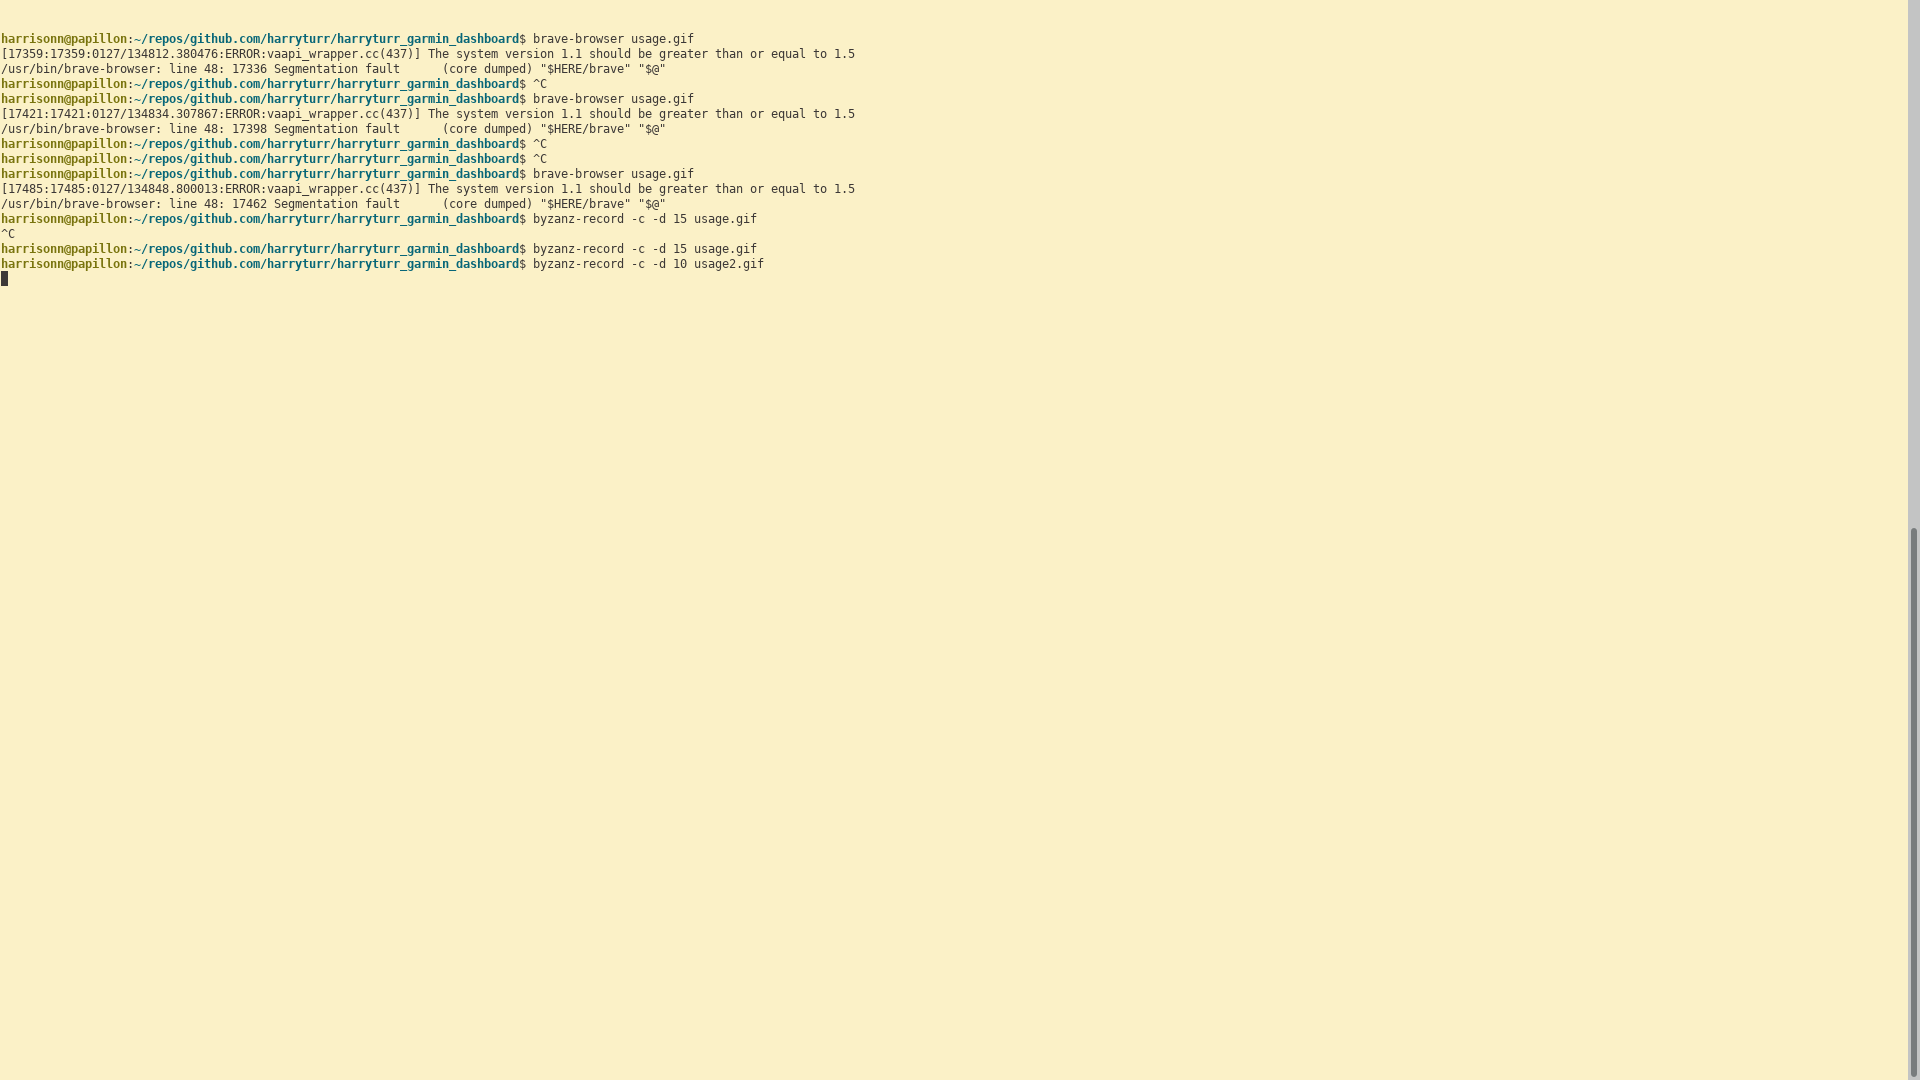 harrisonn@papillon:~/repos/github.com/harryturr/harryturr_garmin_dashboard$ brave-browser usage.gif
[17359:17359:0127/134812.380476:ERROR:vaapi_wrapper.cc(437)] The system version 1.1 should be greater than or equal to 1.5
/usr/bin/brave-browser: line 48: 17336 Segmentation fault      (core dumped) "$HERE/brave" "$@"
harrisonn@papillon:~/repos/github.com/harryturr/harryturr_garmin_dashboard$ ^C
harrisonn@papillon:~/repos/github.com/harryturr/harryturr_garmin_dashboard$ brave-browser usage.gif
[17421:17421:0127/134834.307867:ERROR:vaapi_wrapper.cc(437)] The system version 1.1 should be greater than or equal to 1.5
/usr/bin/brave-browser: line 48: 17398 Segmentation fault      (core dumped) "$HERE/brave" "$@"
harrisonn@papillon:~/repos/github.com/harryturr/harryturr_garmin_dashboard$ ^C
harrisonn@papillon:~/repos/github.com/harryturr/harryturr_garmin_dashboard$ ^C
harrisonn@papillon:~/repos/github.com/harryturr/harryturr_garmin_dashboard$ brave-browser usage.gif
[17485:17485:0127/134848.800013:ERROR:vaapi_wrapper.cc(437)] The system version 1.1 should be greater than or equal to 1.5
/usr/bin/brave-browser: line 48: 17462 Segmentation fault      (core dumped) "$HERE/brave" "$@"
harrisonn@papillon:~/repos/github.com/harryturr/harryturr_garmin_dashboard$ byzanz-record -c -d 15 usage.gif
^C
harrisonn@papillon:~/repos/github.com/harryturr/harryturr_garmin_dashboard$ byzanz-record -c -d 15 usage.gif
harrisonn@papillon:~/repos/github.com/harryturr/harryturr_garmin_dashboard$ byzanz-record -c -d 10 usage2.gif